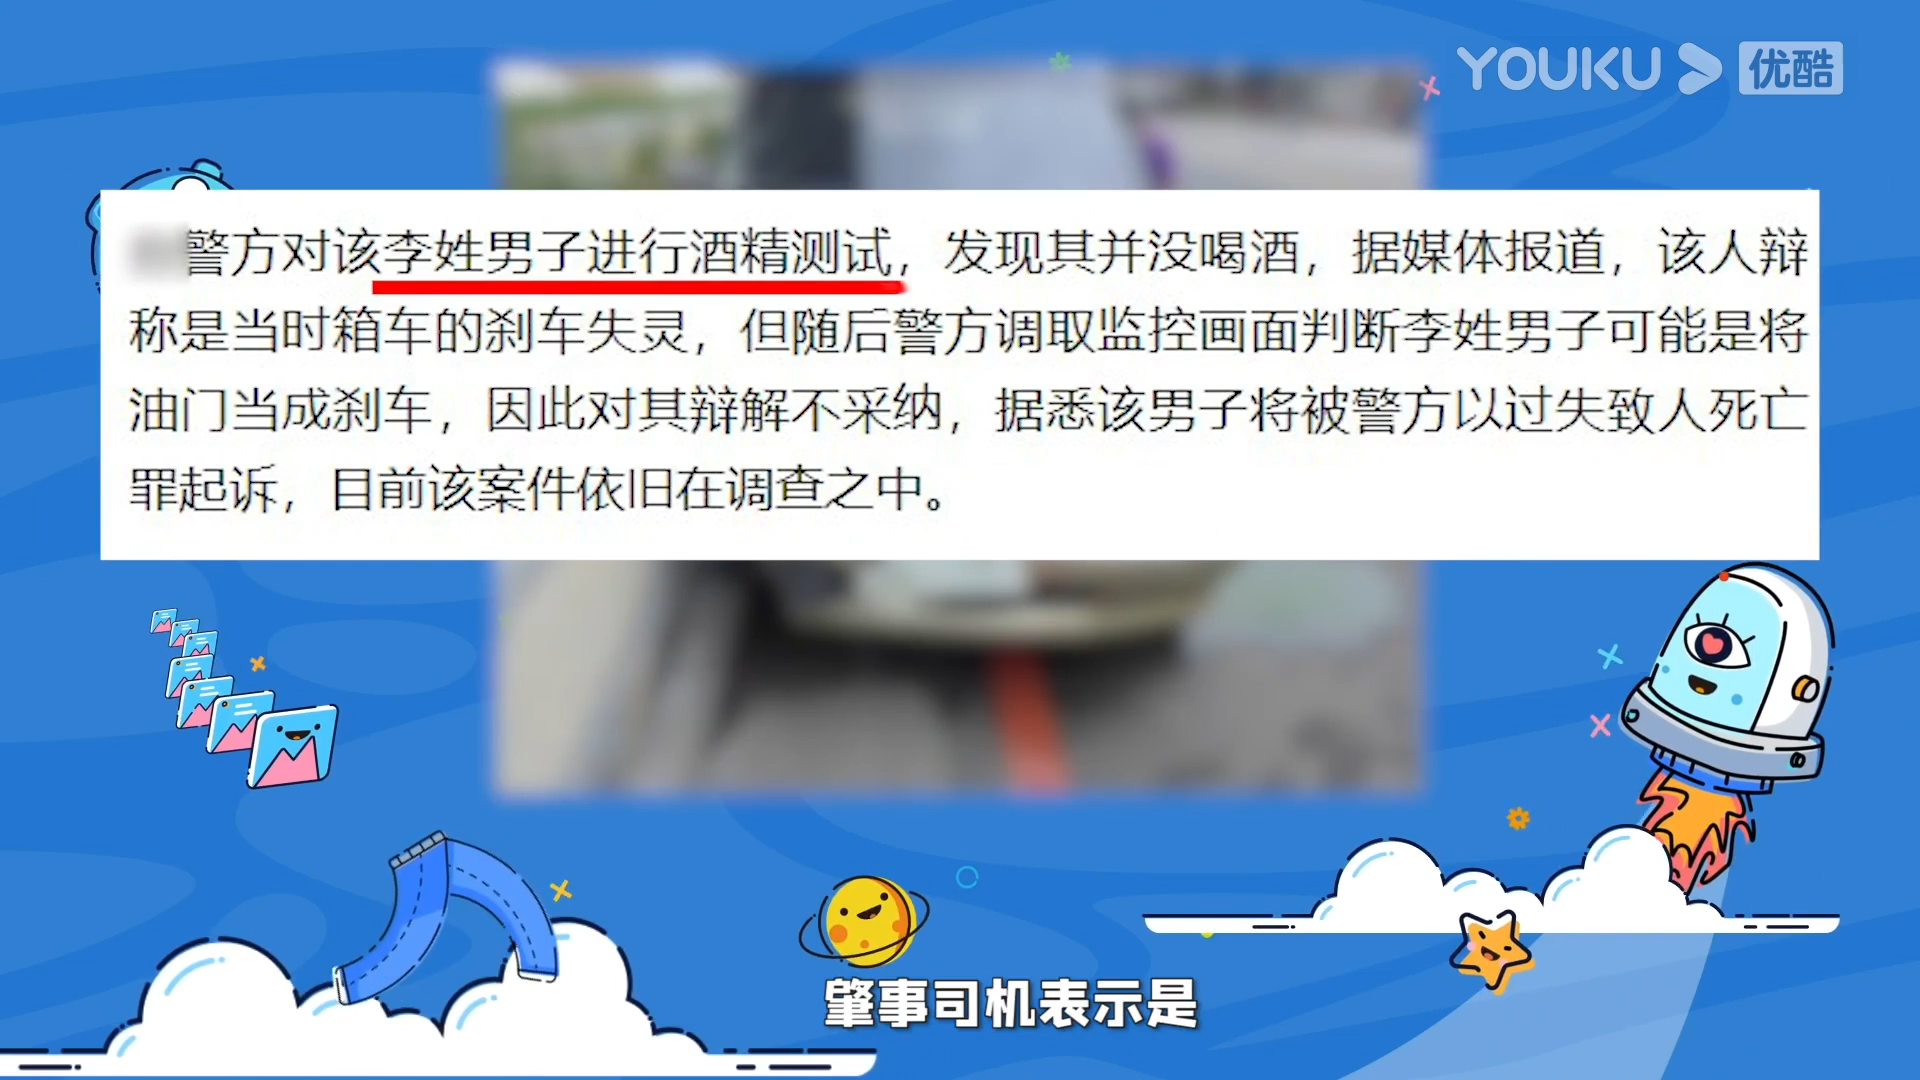 YOUKU 优酷
警方对该李姓男子进行酒精测试，发现其并没喝酒，据媒体报道，该人辩
称是当时箱车的刹车失灵，但随后警方调取监控画面判断李姓男子可能是将
油门当成刹车，因此对其辩解不采纳，据悉该男子将被警方以过失致人死亡
罪起诉，目前该案件依旧在调查之中。
肇事司机表示是